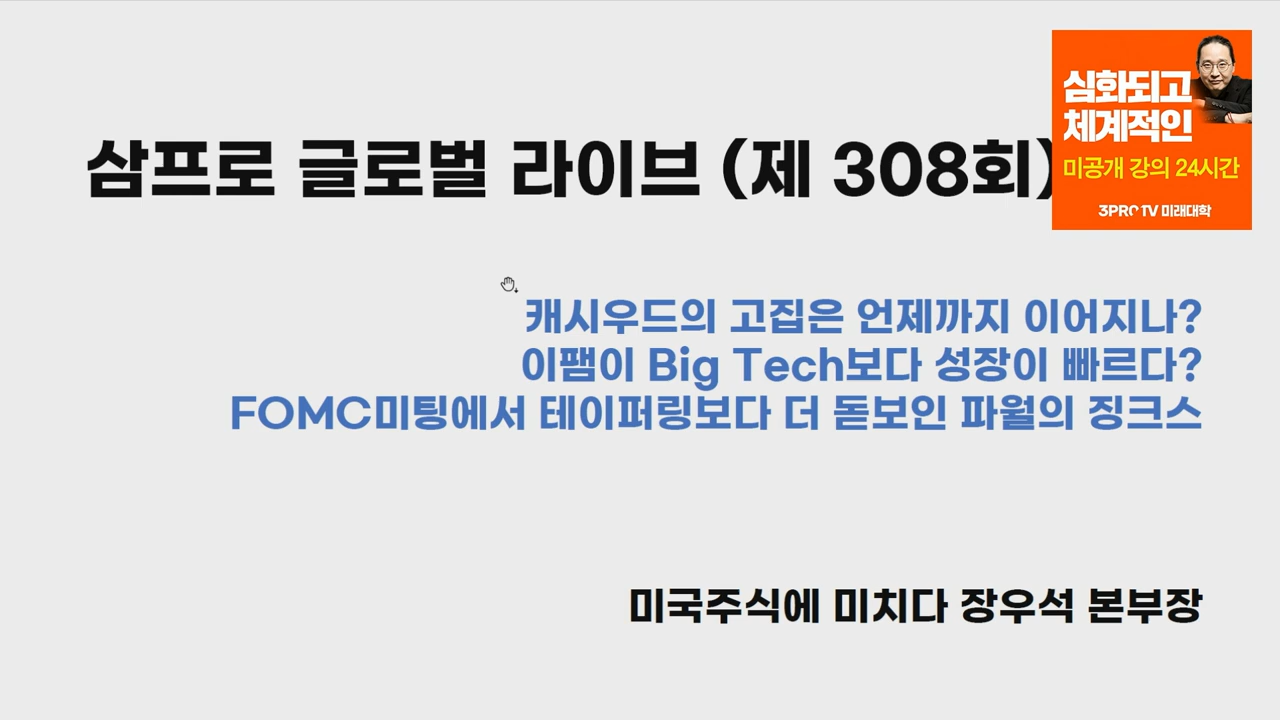 삼프로 글로벌 라이브 (제 308회)
심화되고
체계적인
미공개 강의 24시간
3PRO TV 미래대학
캐시우드의 고집은 언제까지 이어지나?
이팸이 Big Tech보다 성장이 빠르다?
FOMC미팅에서 테이퍼링보다 더 돋보인 파월의 징크스
미국주식에 미치다 장우석 본부장